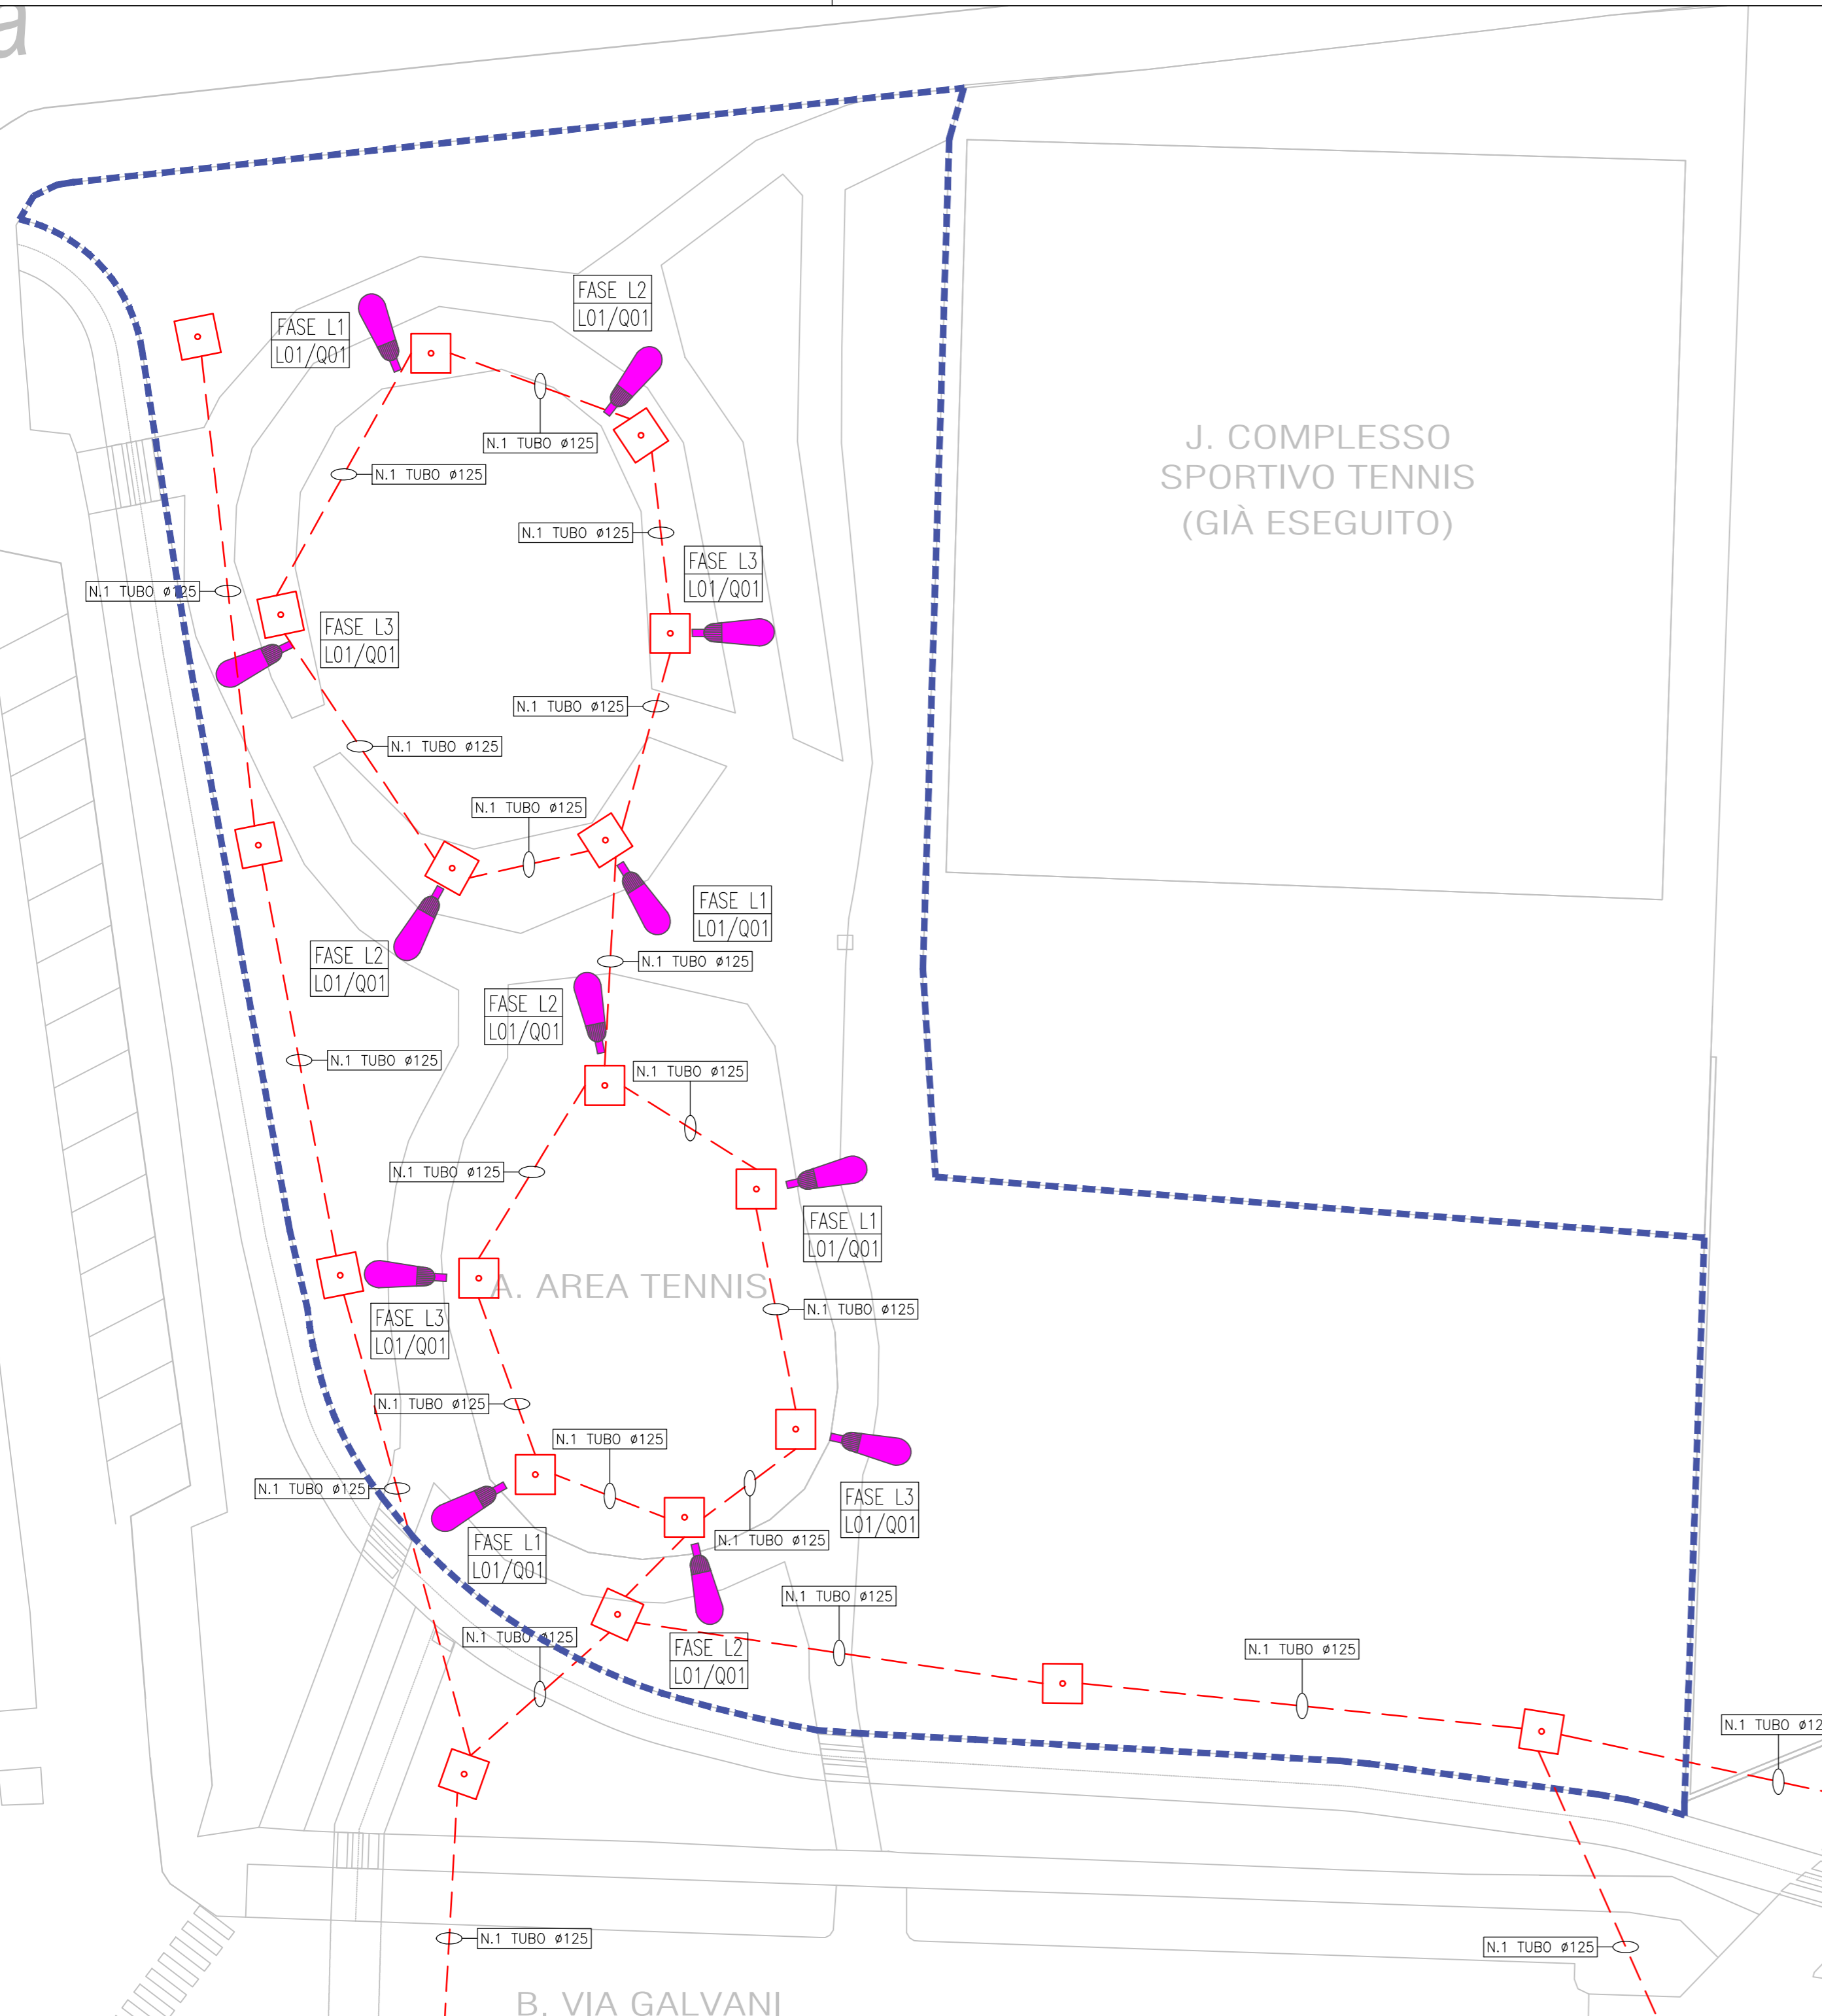 a
FASE L2
L01/Q01
FASE L1
L01/Q01
N.1 TUBO ø125
N.1 TUBO ø125
J. COMPLESSO
SPORTIVO TENNIS
(GIÀ ESEGUITO)
N.1 TUBO ø125
FASE L3
L01/Q01
N.1 TUBO ø125
FASE L3
L01/Q01
N.1 TUBO ø125
N.1 TUBO ø125
N.1 TUBO ø125
FASE L1
L01/Q01
FASE L2
L01/Q01
N.1 TUBO ø125
FASE L2
L01/Q01
N.1 TUBO ø125
N.1 TUBO ø125
N.1 TUBO ø125
FASE L1
L01/Q01
A. AREA TENNIS
N.1 TUBO ø125
FASE L3
L01/Q01
N.1 TUBO ø125
N.1 TUBO ø125
N.1 TUBO ø125
FASE L3
L01/Q01
N.1 TUBO ø125
FASE L1
L01/Q01
N.1 TUBO ø125
N.1 TUBO ø125
FASE L2
L01/Q01
N.1 TUBO ø125
N.1 TUBO ø12
N.1 TUBO ø125
N.1 TUBO ø125
B. VIA GALVANI